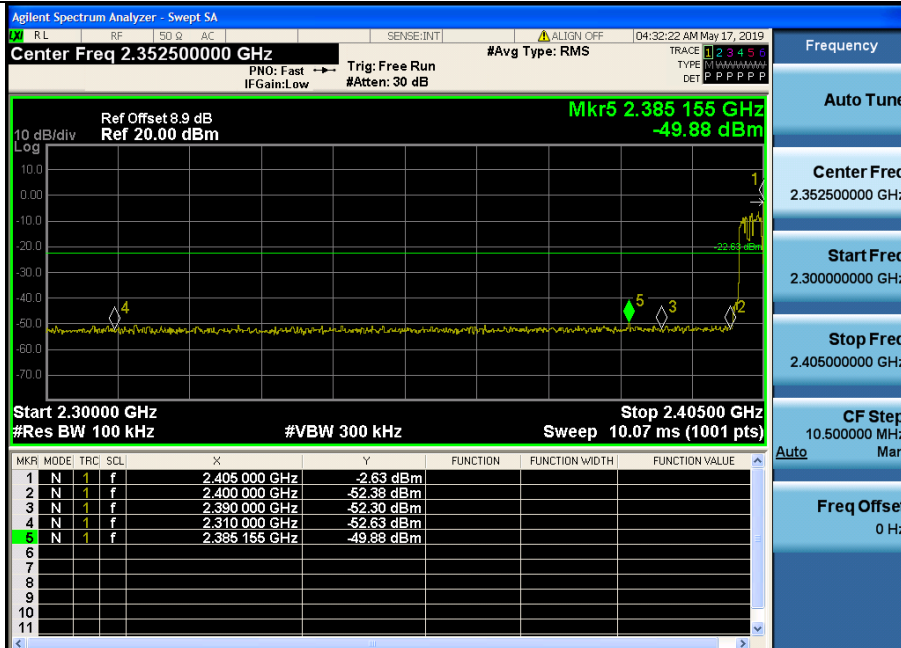 Agilent Spectrum Analyzer - Swept SA
LXI RL RF 50 Ω AC SENSE:INT ALIGN OFF 04:32:22 AM May 17, 2019
Center Freq 2.352500000 GHz #Avg Type: RMS TRACE 1 2 3 4 5 6
PNO: Fast Trig: Free Run TYPE M WWWWW
IFGain:Low #Atten: 30 dB DET P P P P P P
Mkr5 2.385 155 GHz
-49.88 dBm
Ref Offset 8.9 dB
10 dB/div Ref 20.00 dBm
Log
10.0
0.00
-10.0
-20.0
-30.0
-40.0
-50.0
-60.0
-70.0
1
-22.63 dBm
4
5
3
2
Start 2.30000 GHz Stop 2.40500 GHz
#Res BW 100 kHz #VBW 300 kHz Sweep 10.07 ms (1001 pts)
MKR MODE TRC SCL X Y FUNCTION FUNCTION WIDTH FUNCTION VALUE
1 N 1 f 2.405 000 GHz -2.63 dBm
2 N 1 f 2.400 000 GHz -52.38 dBm
3 N 1 f 2.390 000 GHz -52.30 dBm
4 N 1 f 2.310 000 GHz -52.63 dBm
5 N 1 f 2.385 155 GHz -49.88 dBm
6
7
8
9
10
11
Frequency
Auto Tune
Center Freq
2.352500000 GHz
Start Freq
2.300000000 GHz
Stop Freq
2.405000000 GHz
CF Step
10.500000 MHz
Auto Man
Freq Offset
0 Hz